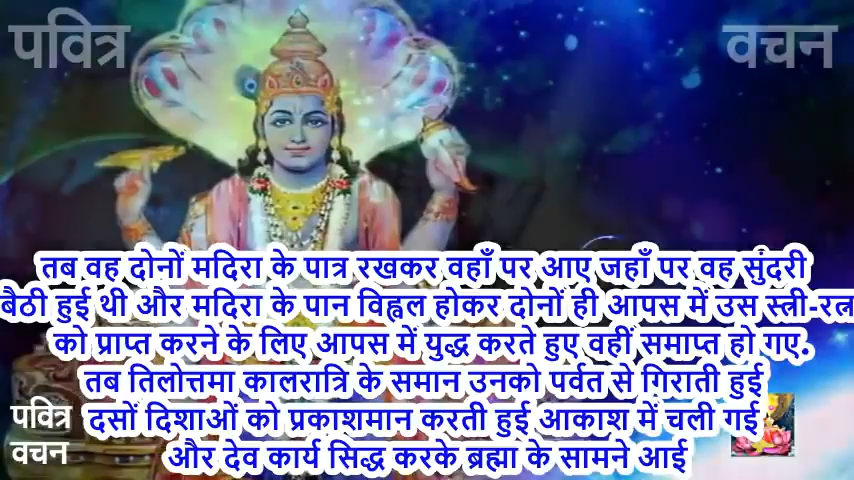 पवित्र वचन
तब वह दोनों मदिरा के पात्र रखकर वहाँ पर आए जहाँ पर वह सुंदरी
बैठी हुई थी और मदिरा के पान विह्वल होकर दोनों ही आपस में उस स्त्री-रत्न
को प्राप्त करने के लिए आपस में युद्ध करते हुए वहीं समाप्त हो गए.
तब तिलोत्तमा कालरात्रि के समान उनको पर्वत से गिराती हुई
दसों दिशाओं को प्रकाशमान करती हुई आकाश में चली गई
और देव कार्य सिद्ध करके ब्रह्मा के सामने आई
पवित्र
वचन